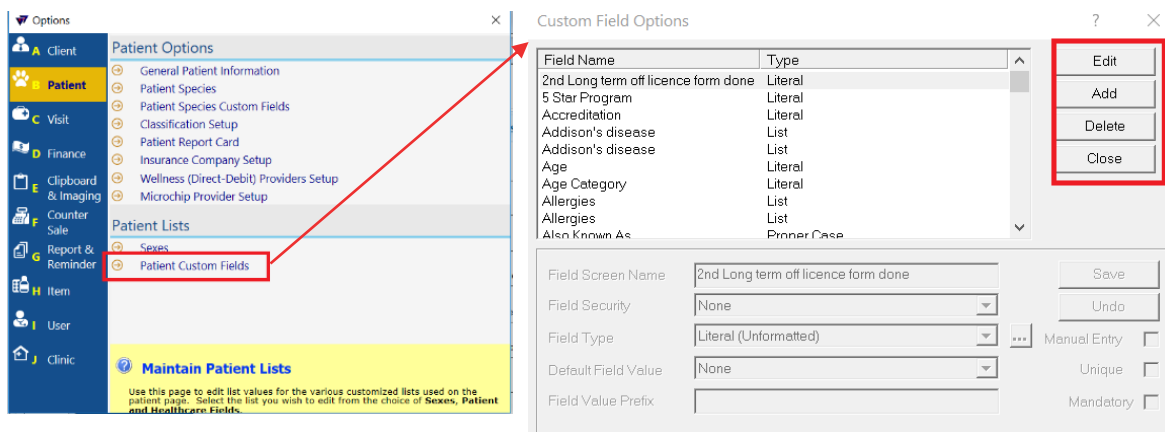 Options
A Client
B Patient
C Visit
D Finance
E Clipboard
& Imaging
F Counter
Sale
G Report &
Reminder
H Item
I User
J Clinic
Patient Options
General Patient Information
Patient Species
Patient Species Custom Fields
Classification Setup
Patient Report Card
Insurance Company Setup
Wellness (Direct-Debit) Providers Setup
Microchip Provider Setup
Patient Lists
Sexes
Patient Custom Fields
Maintain Patient Lists
Use this page to edit list values for the various customized lists used on the
patient page. Select the list you wish to edit from the choice of Sexes, Patient
and Healthcare Fields.
Custom Field Options
Field Name Type
2nd Long term off licence form done Literal
5 Star Program Literal
Accreditation Literal
Addison's disease List
Addison's disease List
Age Literal
Age Category Literal
Allergies List
Allergies List
Also Known As Proper Case
Edit
Add
Delete
Close
Field Screen Name 2nd Long term off licence form done Save
Field Security None Undo
Field Type Literal (Unformatted) ... Manual Entry
Default Field Value None Unique
Field Value Prefix Mandatory